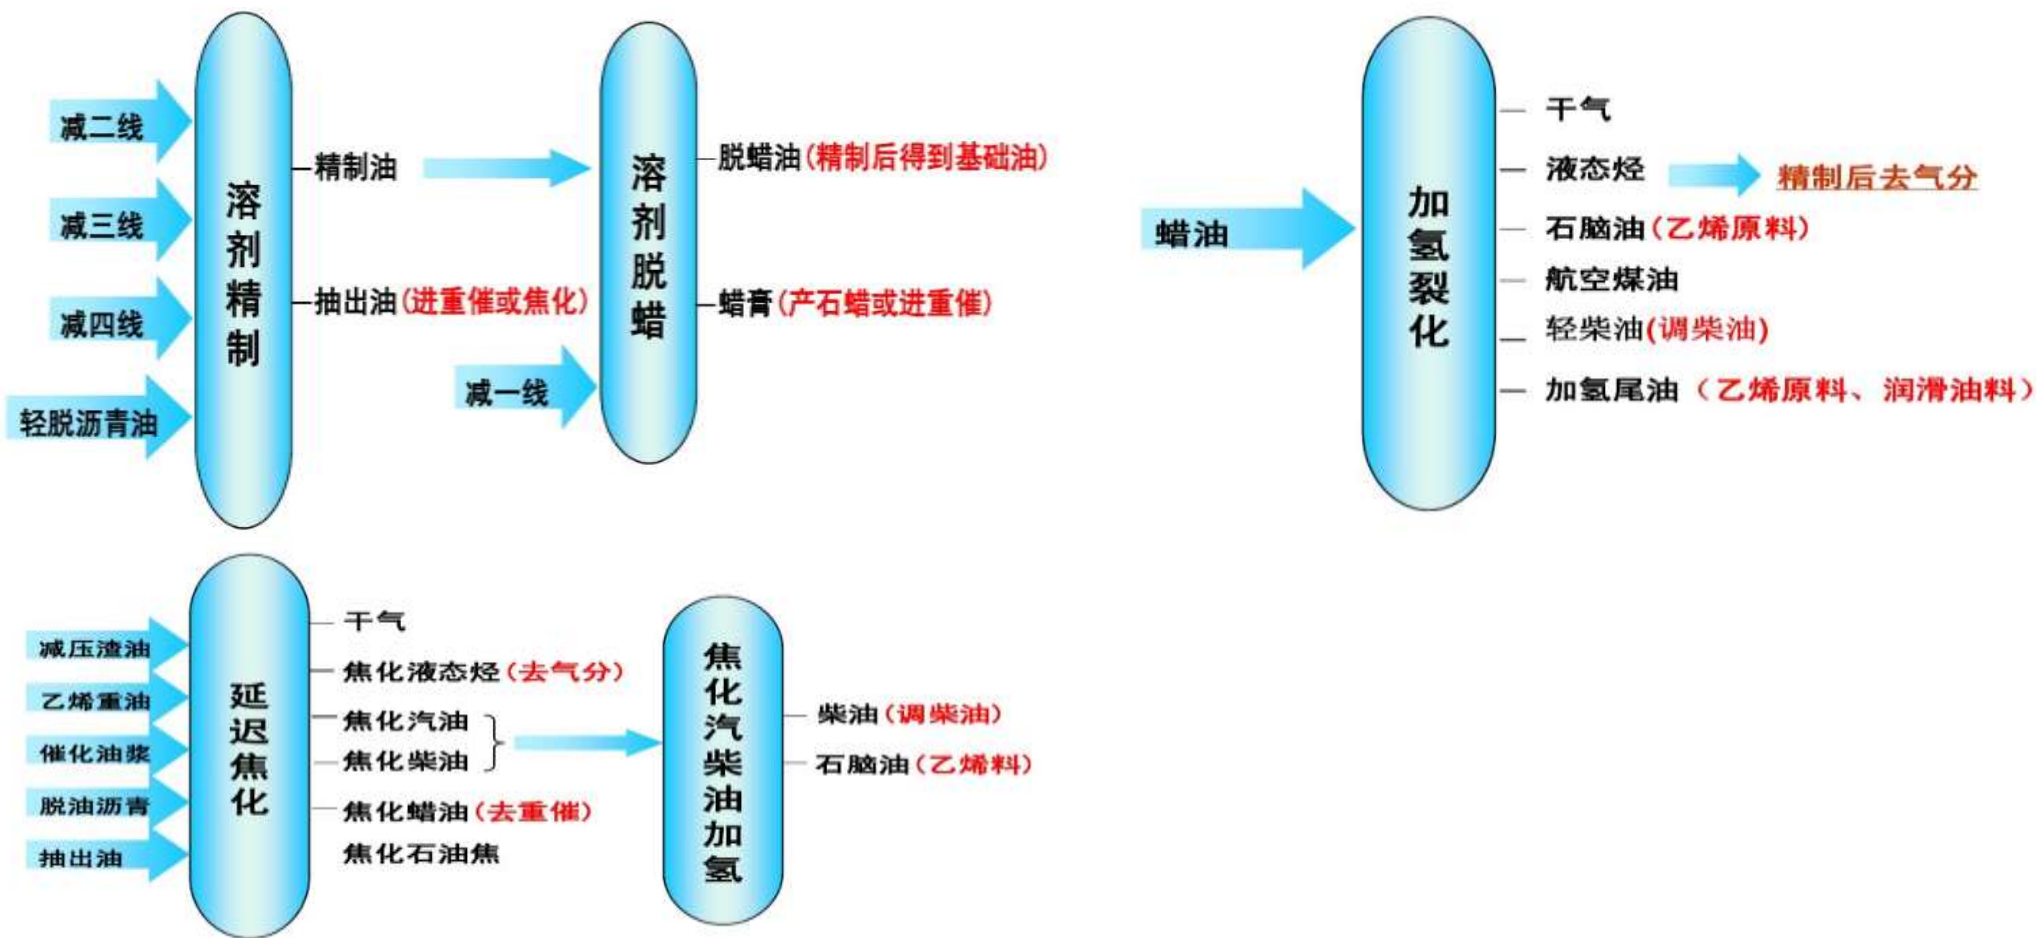 减二线
减三线
减四线
轻脱沥青油
溶剂精制
精制油
抽出油(进重催或焦化)
减一线
溶剂脱蜡
脱蜡油(精制后得到基础油)
蜡膏(产石蜡或进重催)
蜡油
加氢裂化
干气
液态烃
精制后去气分
石脑油(乙烯原料)
航空煤油
轻柴油(调柴油)
加氢尾油（乙烯原料、润滑油料）
减压渣油
乙烯重油
催化油浆
脱油沥青
抽出油
延迟焦化
干气
焦化液态烃(去气分)
焦化汽油
焦化柴油
焦化蜡油(去重催)
焦化石油焦
焦化汽柴油加氢
柴油(调柴油)
石脑油(乙烯料)